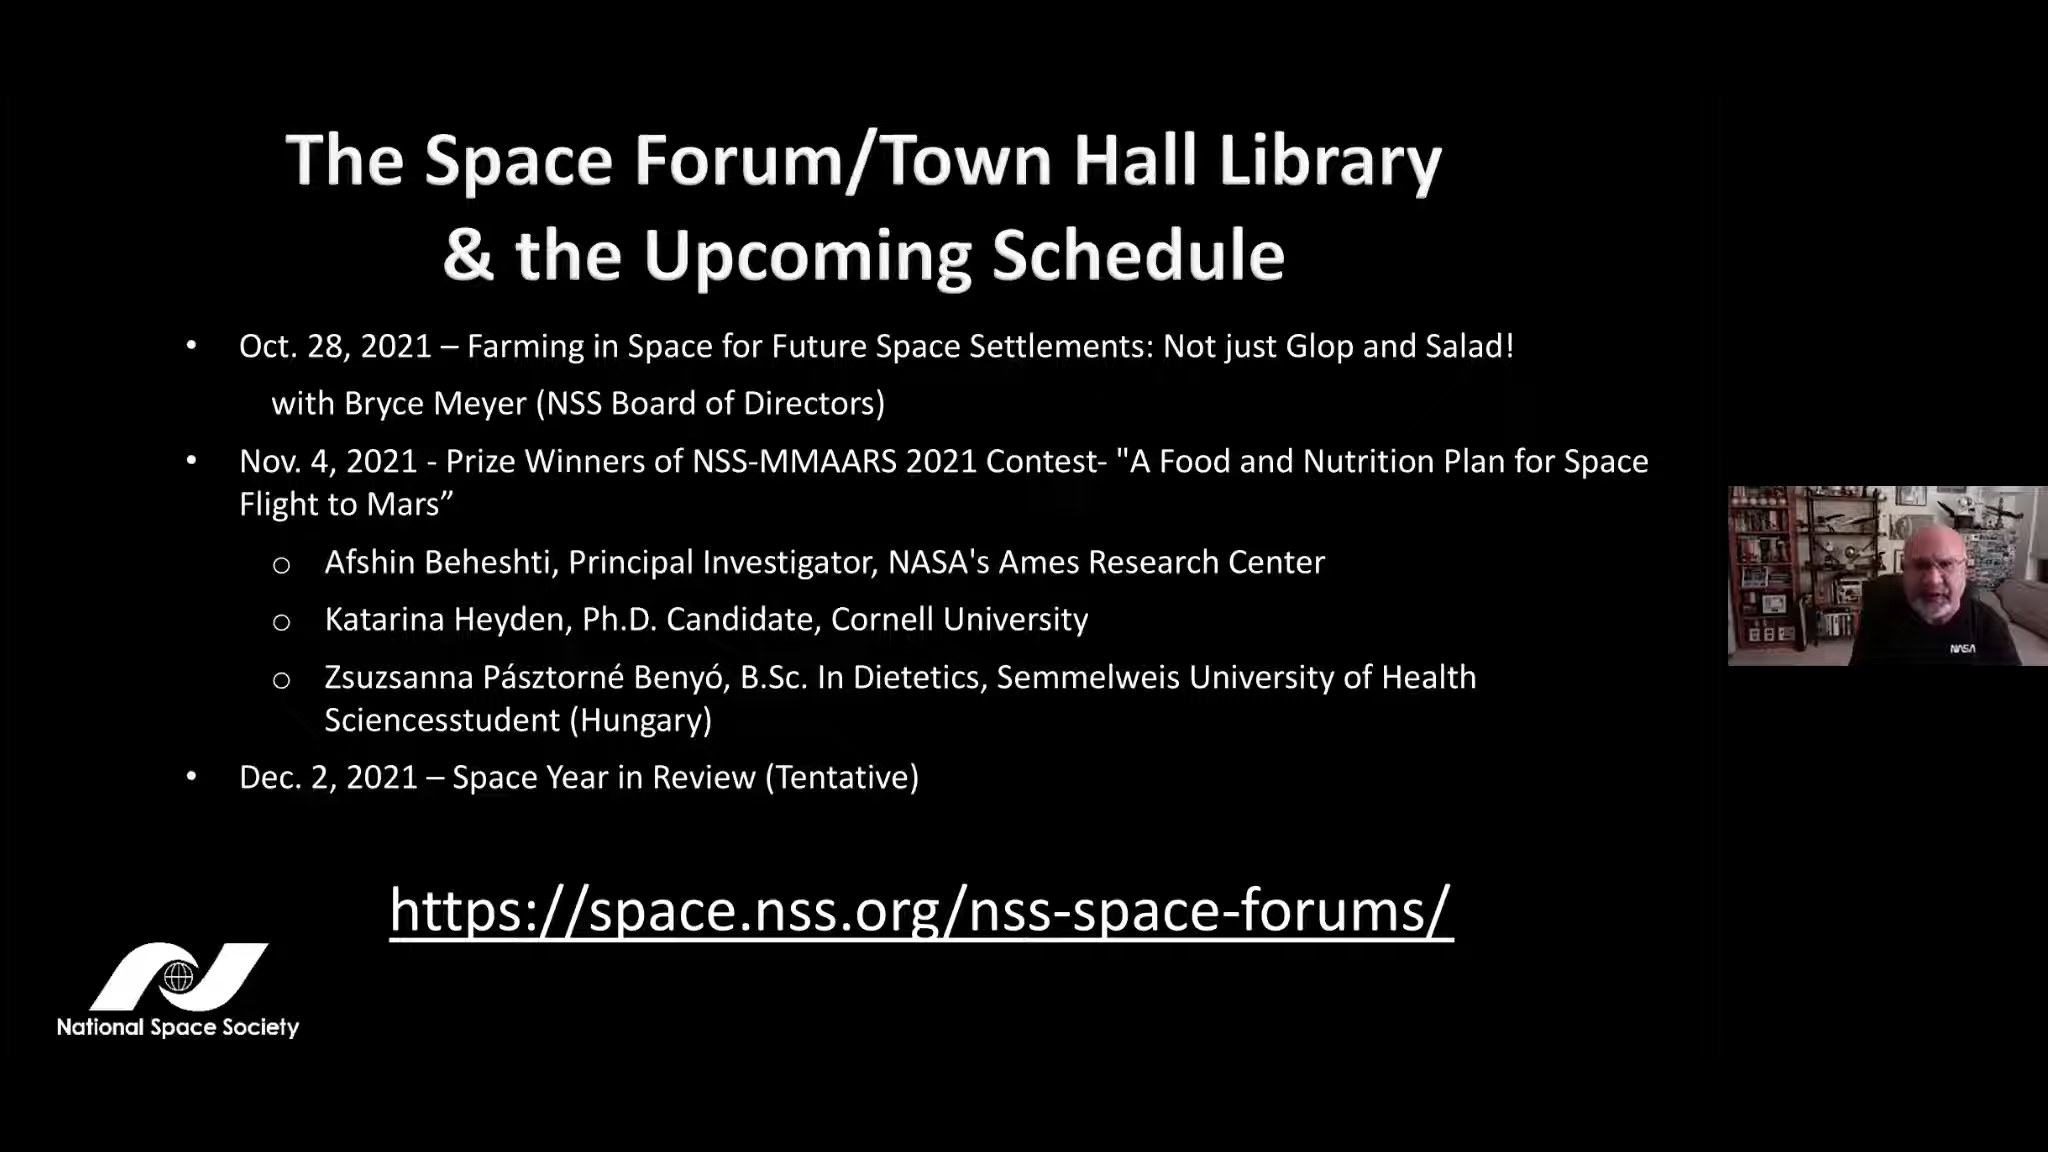 The Space Forum/Town Hall Library
& the Upcoming Schedule
• Oct. 28, 2021 – Farming in Space for Future Space Settlements: Not just Glop and Salad!
with Bryce Meyer (NSS Board of Directors)
• Nov. 4, 2021 - Prize Winners of NSS-MMAARS 2021 Contest- "A Food and Nutrition Plan for Space
Flight to Mars”
o Afshin Beheshti, Principal Investigator, NASA's Ames Research Center
o Katarina Heyden, Ph.D. Candidate, Cornell University
o Zsuzsanna Pásztorné Benyó, B.Sc. In Dietetics, Semmelweis University of Health
Sciencesstudent (Hungary)
• Dec. 2, 2021 – Space Year in Review (Tentative)
https://space.nss.org/nss-space-forums/
National Space Society
NASA